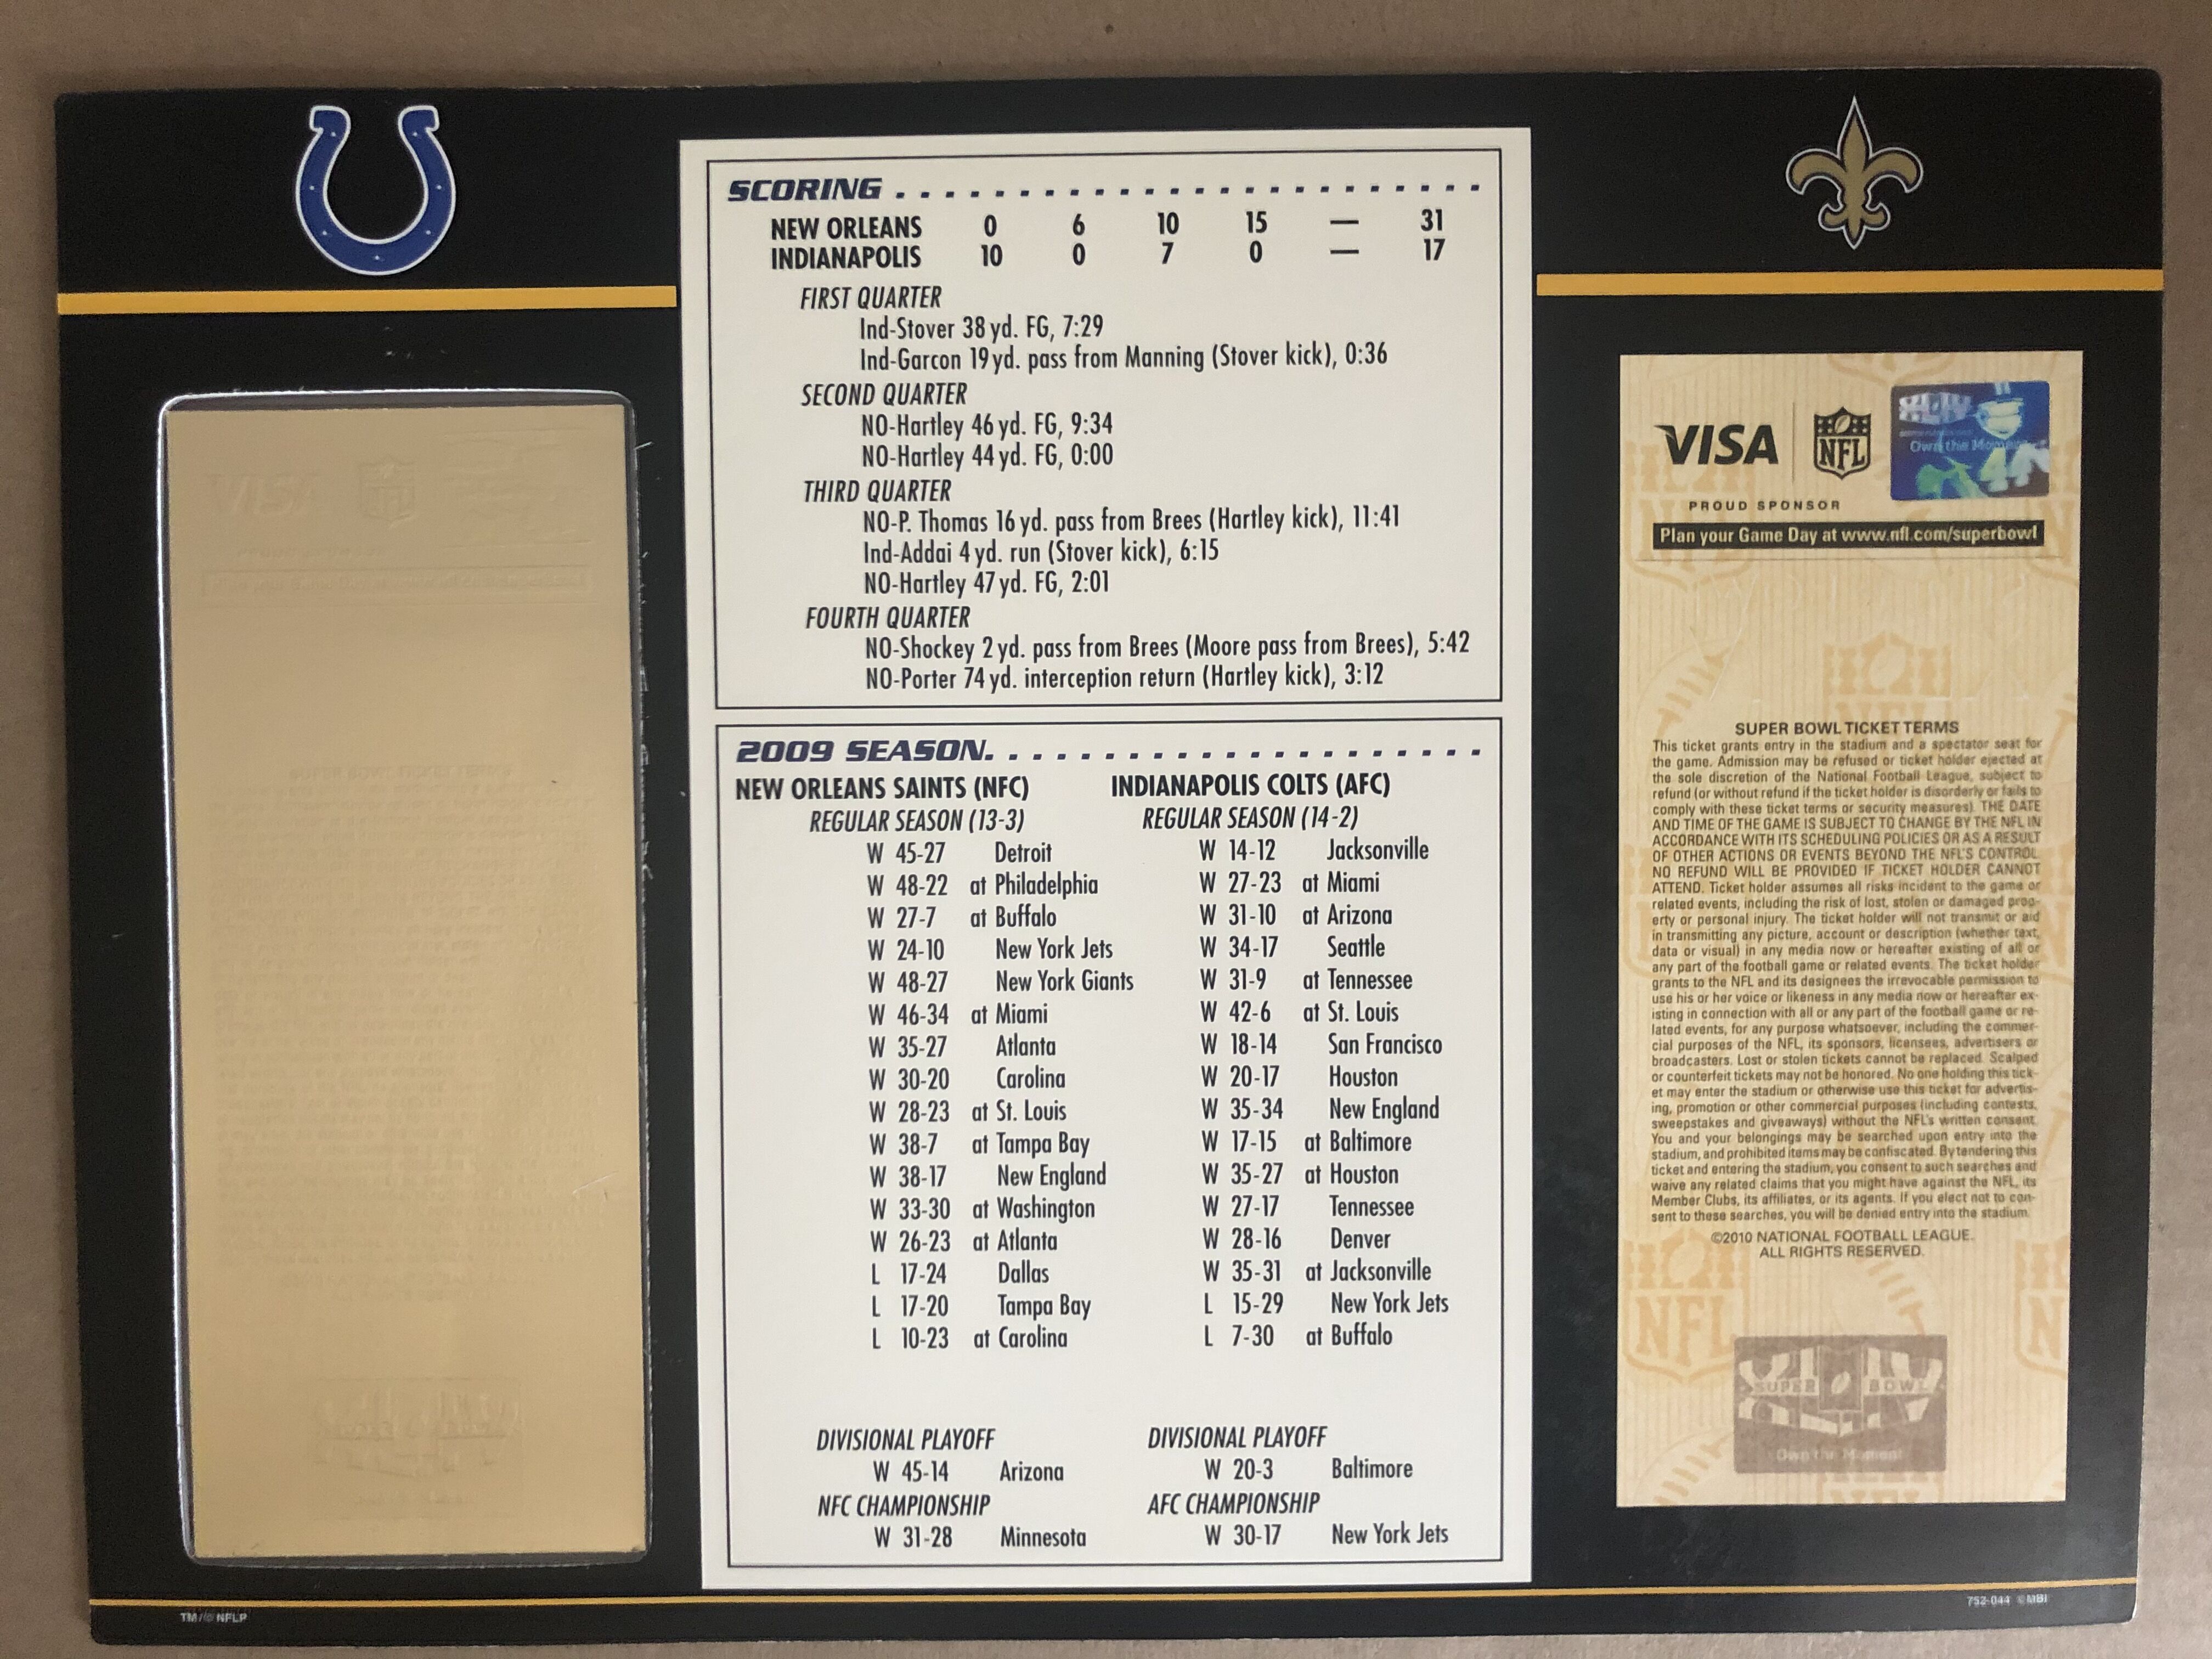 SCORING
NEW ORLEANS 0 6 10 15 — 31
INDIANAPOLIS 10 0 7 0 — 17
FIRST QUARTER
Ind-Stover 38 yd. FG, 7:29
Ind-Garcon 19 yd. pass from Manning (Stover kick), 0:36
SECOND QUARTER
NO-Hartley 46 yd. FG, 9:34
NO-Hartley 44 yd. FG, 0:00
THIRD QUARTER
NO-P. Thomas 16 yd. pass from Brees (Hartley kick), 11:41
Ind-Addai 4 yd. run (Stover kick), 6:15
NO-Hartley 47 yd. FG, 2:01
FOURTH QUARTER
NO-Shockey 2 yd. pass from Brees (Moore pass from Brees), 5:42
NO-Porter 74 yd. interception return (Hartley kick), 3:12
2009 SEASON
NEW ORLEANS SAINTS (NFC)
REGULAR SEASON (13-3)
W 45-27 Detroit
W 48-22 at Philadelphia
W 27-7 at Buffalo
W 24-10 New York Jets
W 48-27 New York Giants
W 46-34 at Miami
W 35-27 Atlanta
W 30-20 Carolina
W 28-23 at St. Louis
W 38-7 at Tampa Bay
W 38-17 New England
W 33-30 at Washington
W 26-23 at Atlanta
L 17-24 Dallas
L 17-20 Tampa Bay
L 10-23 at Carolina
DIVISIONAL PLAYOFF
W 45-14 Arizona
NFC CHAMPIONSHIP
W 31-28 Minnesota
INDIANAPOLIS COLTS (AFC)
REGULAR SEASON (14-2)
W 14-12 Jacksonville
W 27-23 at Miami
W 31-10 at Arizona
W 34-17 Seattle
W 31-9 at Tennessee
W 42-6 at St. Louis
W 18-14 San Francisco
W 20-17 Houston
W 35-34 New England
W 17-15 at Baltimore
W 35-27 at Houston
W 27-17 Tennessee
W 28-16 Denver
W 35-31 at Jacksonville
L 15-29 New York Jets
L 7-30 at Buffalo
DIVISIONAL PLAYOFF
W 20-3 Baltimore
AFC CHAMPIONSHIP
W 30-17 New York Jets
VISA
NFL
XLIV
Own the Moment
PROUD SPONSOR
Plan your Game Day at www.nfl.com/superbowl
SUPER BOWL TICKET TERMS
This ticket grants entry in the stadium and a spectator seat for
the game. Admission may be refused or ticket holder ejected at
the sole discretion of the National Football League, subject to
refund (or without refund if the ticket holder is disorderly or fails to
comply with these ticket terms or security measures). THE DATE
AND TIME OF THE GAME IS SUBJECT TO CHANGE BY THE NFL IN
ACCORDANCE WITH ITS SCHEDULING POLICIES OR AS A RESULT
OF OTHER ACTIONS OR EVENTS BEYOND THE NFL'S CONTROL.
NO REFUND WILL BE PROVIDED IF TICKET HOLDER CANNOT
ATTEND. Ticket holder assumes all risks incident to the game or
related events, including the risk of lost, stolen or damaged prop-
erty or personal injury. The ticket holder will not transmit or aid
in transmitting any picture, account or description (whether text,
data or visual) in any media now or hereafter existing of all or
any part of the football game or related events. The ticket holder
grants to the NFL and its designees the irrevocable permission to
use his or her voice or likeness in any media now or hereafter ex-
isting in connection with all or any part of the football game or re-
lated events, for any purpose whatsoever, including the commer-
cial purposes of the NFL, its sponsors, licensees, advertisers or
broadcasters. Lost or stolen tickets cannot be replaced. Scalped
or counterfeit tickets may not be honored. No one holding this tick-
et may enter the stadium or otherwise use this ticket for advertis-
ing, promotion or other commercial purposes (including contests,
sweepstakes and giveaways) without the NFL's written consent.
You and your belongings may be searched upon entry into the
stadium, and prohibited items may be confiscated. By tendering this
ticket and entering the stadium, you consent to such searches and
waive any related claims that you might have against the NFL, its
Member Clubs, its affiliates, or its agents. If you elect not to con-
sent to these searches, you will be denied entry into the stadium.
©2010 NATIONAL FOOTBALL LEAGUE.
ALL RIGHTS RESERVED.
NFL
SUPER BOWL
Own the Moment
TM/© NFLP
752-044 ©MBI